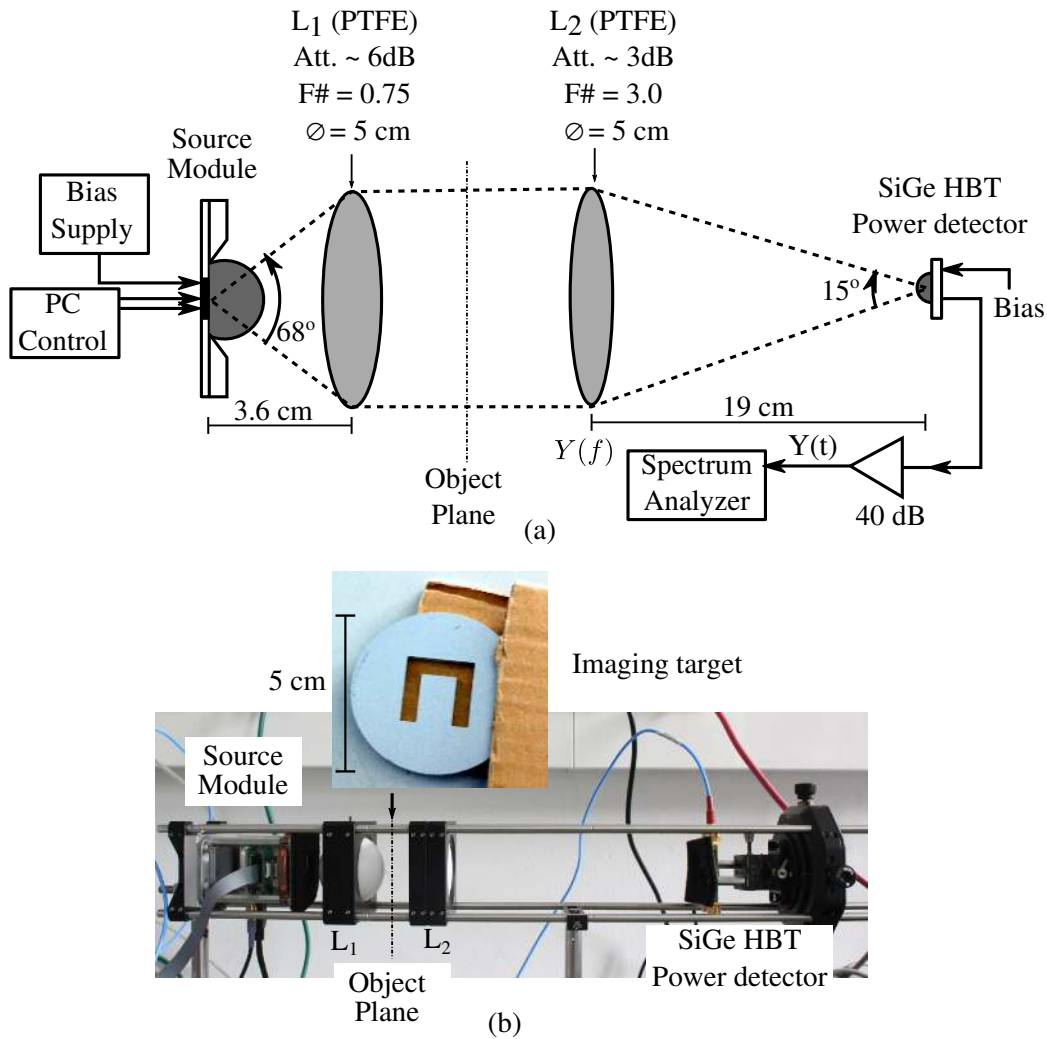 L₁ (PTFE)
Att. ~ 6dB
F# = 0.75
∅ = 5 cm
L₂ (PTFE)
Att. ~ 3dB
F# = 3.0
∅ = 5 cm
Source
Module
Bias
Supply
PC
Control
SiGe HBT
Power detector
68°
15°
Bias
3.6 cm
19 cm
Y(f)
Y(t)
Spectrum
Analyzer
40 dB
Object
Plane
(a)
5 cm
Imaging target
Source
Module
L₁
L₂
SiGe HBT
Power detector
Object
Plane
(b)